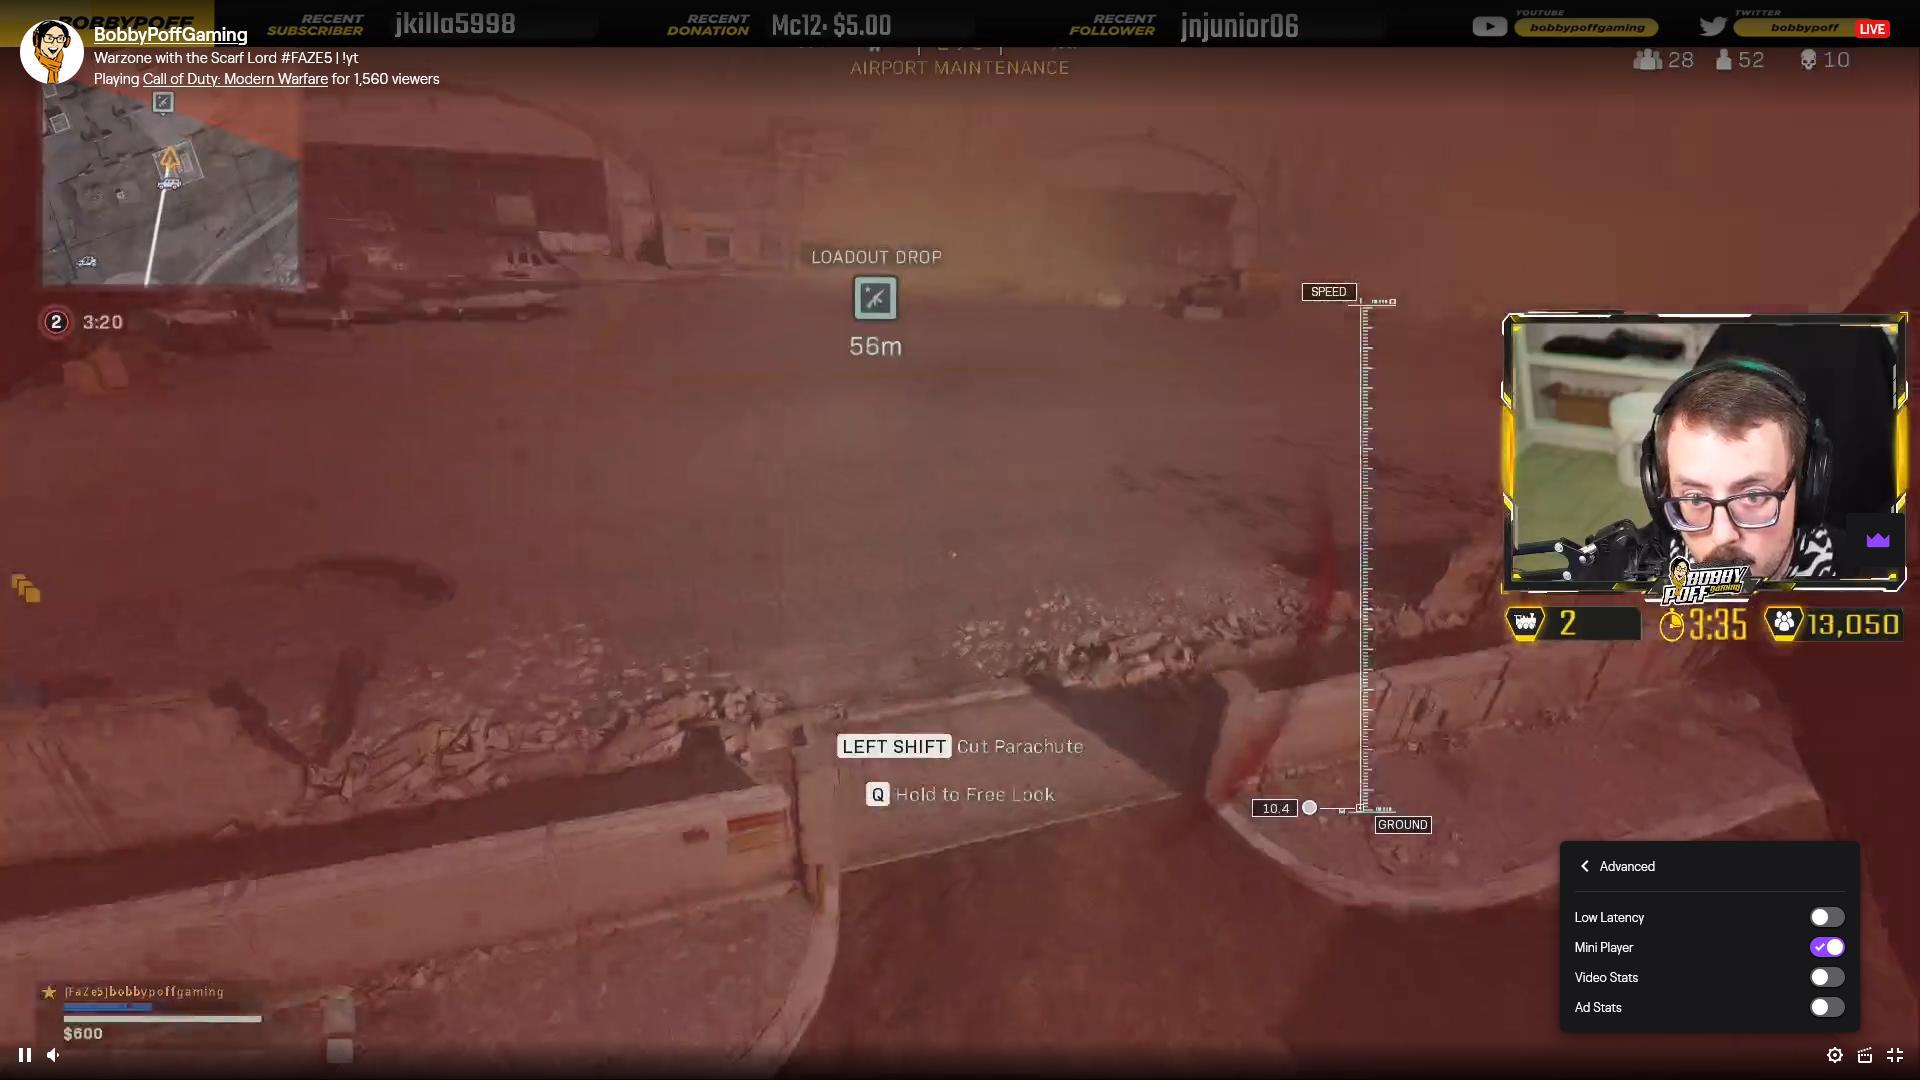 BOBBYPOFF
RECENT SUBSCRIBER
jkilla5998
RECENT DONATION
Mc12: $5.00
RECENT FOLLOWER
jnjunior06
YOUTUBE
bobbypoffgaming
TWITTER
bobbypoff
LIVE
BobbyPoffGaming
Warzone with the Scarf Lord #FAZE5 | !yt
Playing Call of Duty: Modern Warfare for 1,560 viewers
AIRPORT MAINTENANCE
28
52
10
LOADOUT DROP
56m
2
3:20
SPEED
BOBBY
POFF
GAMING
2
3:35
13,050
LEFT SHIFT Cut Parachute
Q Hold to Free Look
10.4
GROUND
Advanced
Low Latency
Mini Player
Video Stats
Ad Stats
[FaZe5]bobbypoffgaming
$600